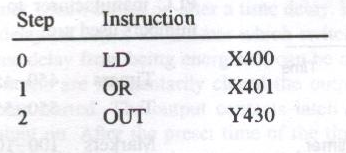 Step Instruction
0 LD X400
1 OR X401
2 OUT Y430